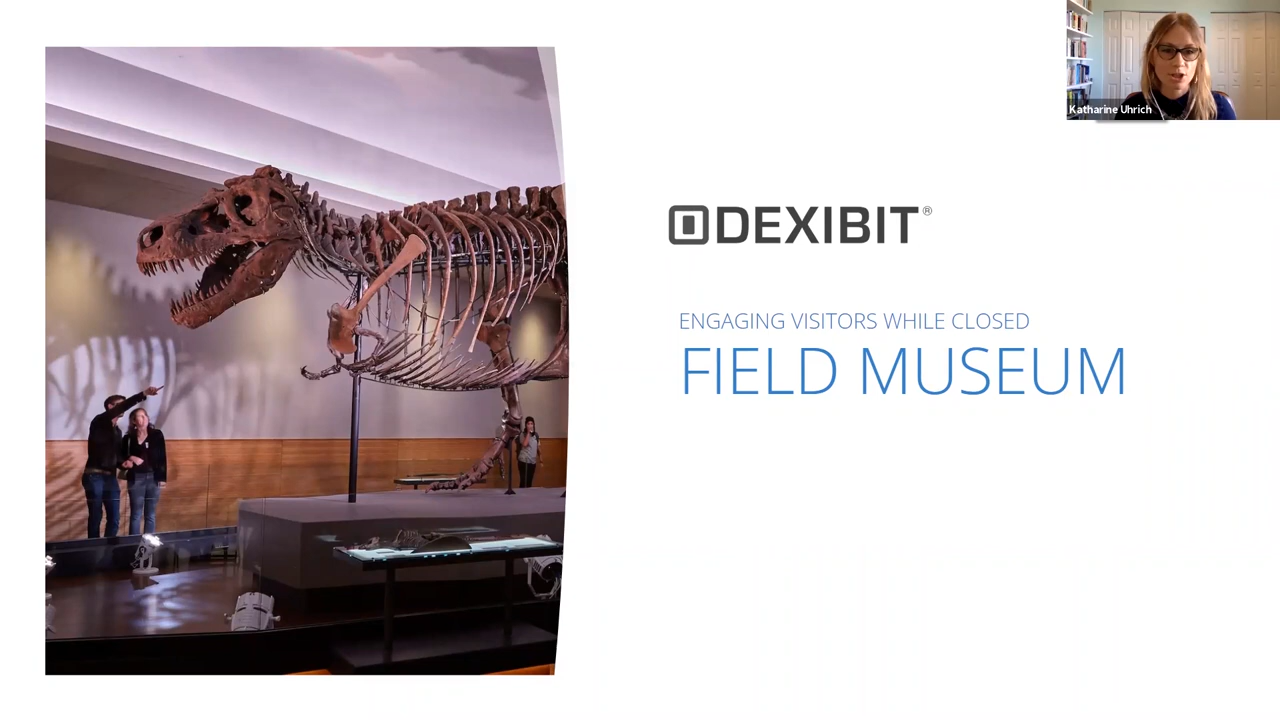 Katharine Uhrich
DEXIBIT®
ENGAGING VISITORS WHILE CLOSED
FIELD MUSEUM